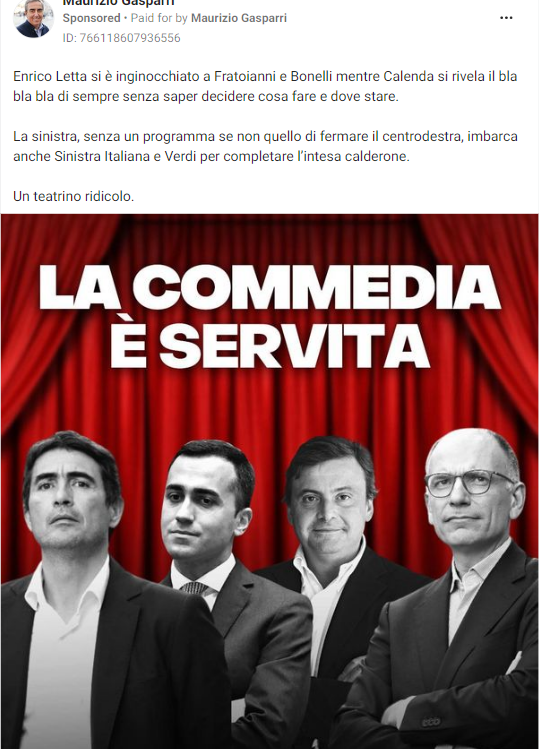 Maurizio Gasparri
Sponsored • Paid for by Maurizio Gasparri
ID: 766118607936556
Enrico Letta si è inginocchiato a Fratoianni e Bonelli mentre Calenda si rivela il bla
bla bla di sempre senza saper decidere cosa fare e dove stare.
La sinistra, senza un programma se non quello di fermare il centrodestra, imbarca
anche Sinistra Italiana e Verdi per completare l'intesa calderone.
Un teatrino ridicolo.
LA COMMEDIA
È SERVITA